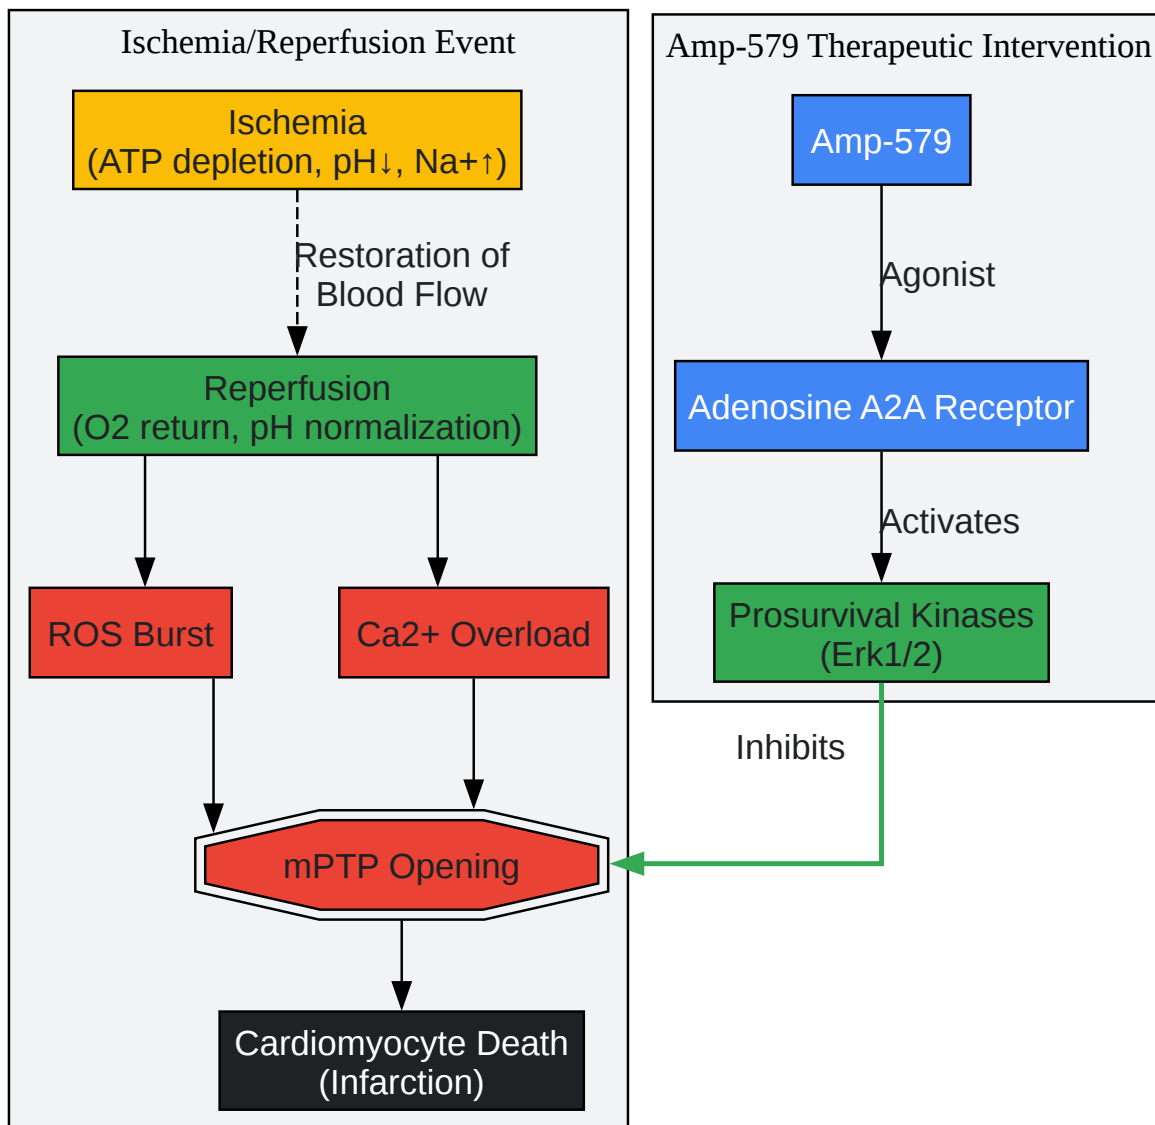 Ischemia/Reperfusion Event
Ischemia
(ATP depletion, pH↓, Na+↑)
Restoration of
Blood Flow
Reperfusion
(O2 return, pH normalization)
ROS Burst
Ca2+ Overload
mPTP Opening
Cardiomyocyte Death
(Infarction)
Amp-579 Therapeutic Intervention
Amp-579
Agonist
Adenosine A2A Receptor
Activates
Prosurvival Kinases
(Erk1/2)
Inhibits